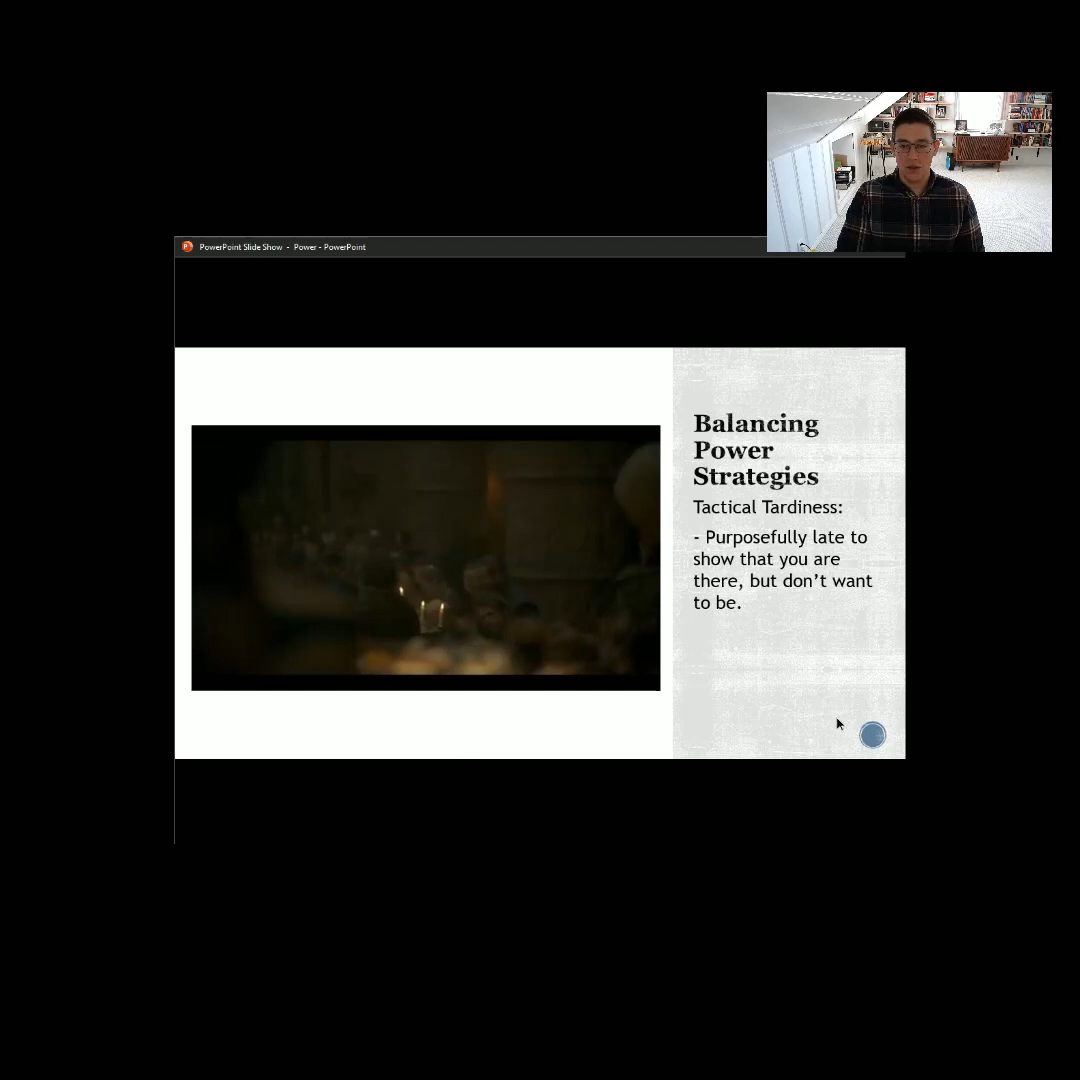 PowerPoint Slide Show - Power - PowerPoint
Balancing
Power
Strategies
Tactical Tardiness:
- Purposefully late to
show that you are
there, but don’t want
to be.